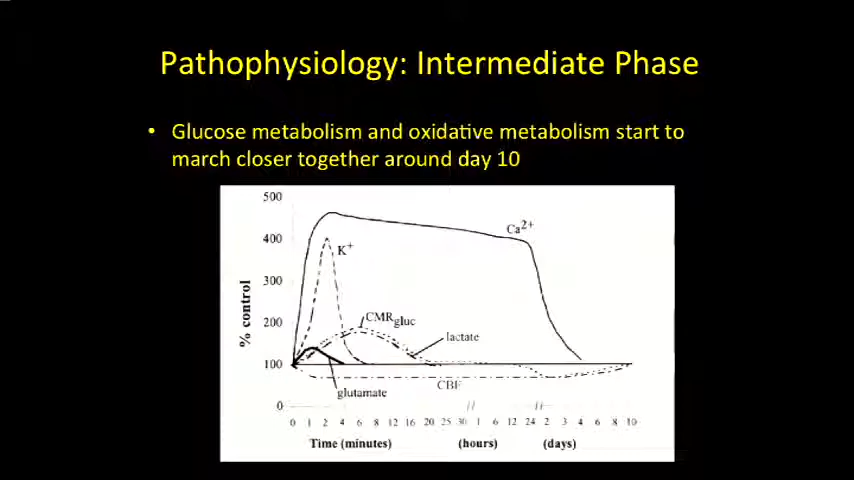 Pathophysiology: Intermediate Phase
• Glucose metabolism and oxidative metabolism start to
march closer together around day 10
500
400
300
200
100
0
% control
Ca2+
K+
CMRgluc
lactate
glutamate
CBF
0 1 2 4 6 8 12 16 20 25 30 1 6 12 24 2 3 4 6 8 10
Time (minutes) (hours) (days)